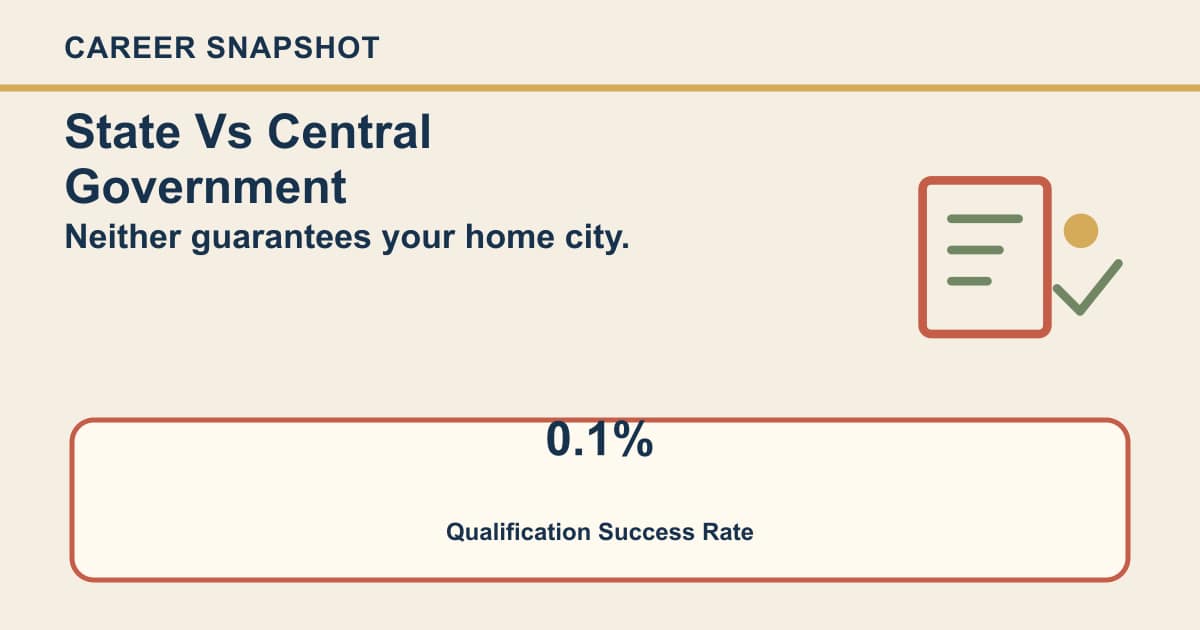 CAREER SNAPSHOT
State Vs Central
Government
Neither guarantees your home city.
0.1%
Qualification Success Rate